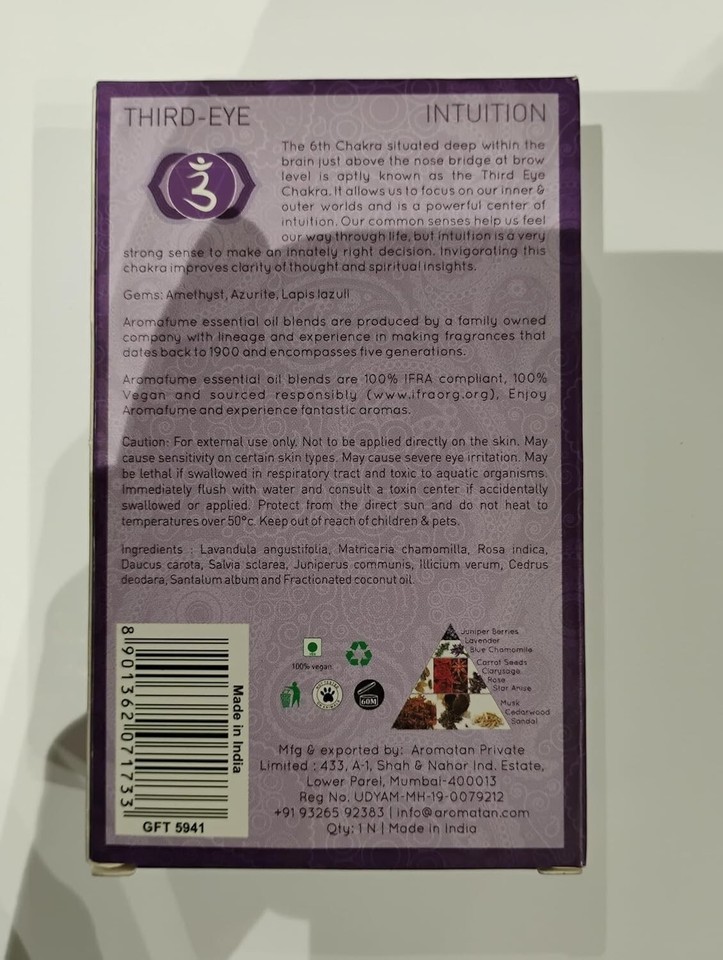 THIRD-EYE INTUITION
The 6th Chakra situated deep within the
brain just above the nose bridge at brow
level is aptly known as the Third Eye
Chakra. It allows us to focus on our inner &
outer worlds and is a powerful center of
intuition. Our common senses help us feel
our way through life, but intuition is a very
strong sense to make an innately right decision. Invigorating this
chakra improves clarity of thought and spiritual insights.
Gems: Amethyst, Azurite, Lapis lazuli
Aromafume essential oil blends are produced by a family owned
company with lineage and experience in making fragrances that
dates back to 1900 and encompasses five generations.
Aromafume essential oil blends are 100% IFRA compliant, 100%
Vegan and sourced responsibly (www.ifraorg.org), Enjoy
Aromafume and experience fantastic aromas.
Caution: For external use only. Not to be applied directly on the skin. May
cause sensitivity on certain skin types. May cause severe eye irritation. May
be lethal if swallowed in respiratory tract and toxic to aquatic organisms.
Immediately flush with water and consult a toxin center if accidentally
swallowed or applied. Protect from the direct sun and do not heat to
temperatures over 50°c. Keep out of reach of children & pets.
Ingredients : Lavandula angustifolia, Matricaria chamomilla, Rosa indica,
Daucus carota, Salvia sclarea, Juniperus communis, Illicium verum, Cedrus
deodara, Santalum album and Fractionated coconut oil.
8 901362 071733
Made in India
GFT 5941
100% vegan
60M
Juniper Berries
Lavender
Blue Chamomile
Carrot Seeds
Clarysage
Rose
Star Anise
Musk
Cedarwood
Sandal
Mfg & exported by: Aromatan Private
Limited : 433, A-1, Shah & Nahor Ind. Estate,
Lower Parel, Mumbai-400013
Reg No. UDYAM-MH-19-0079212
+91 93265 92383 | info@aromatan.com
Qty: 1 N | Made in India